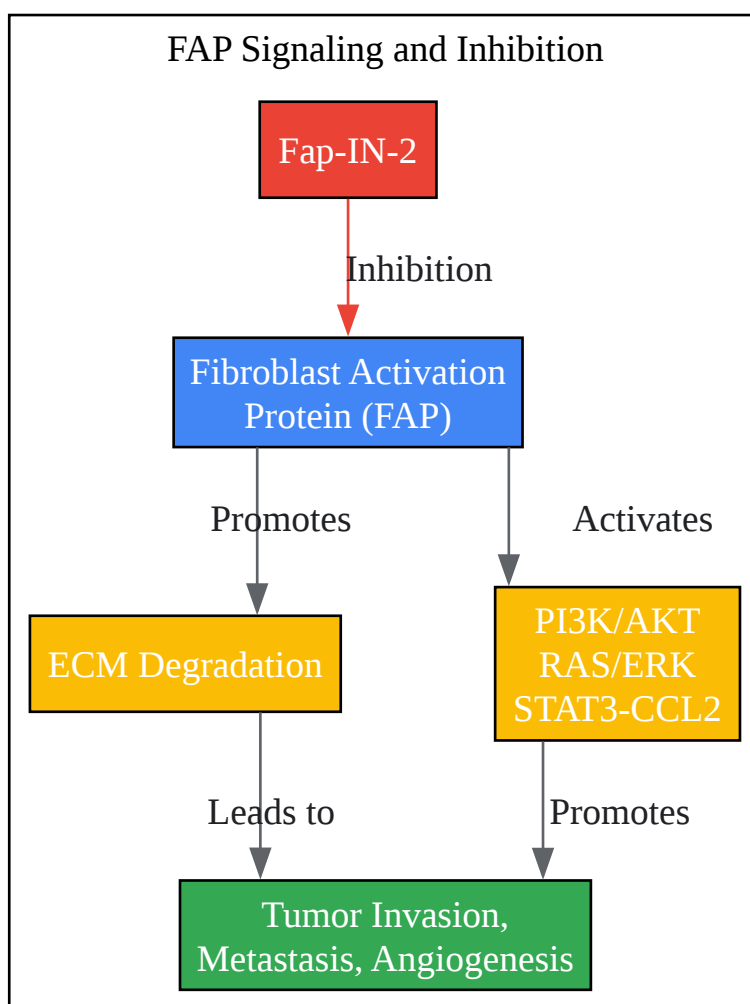 FAP Signaling and Inhibition
Fap-IN-2
Inhibition
Fibroblast Activation
Protein (FAP)
Promotes
Activates
ECM Degradation
PI3K/AKT
RAS/ERK
STAT3-CCL2
Leads to
Promotes
Tumor Invasion,
Metastasis, Angiogenesis